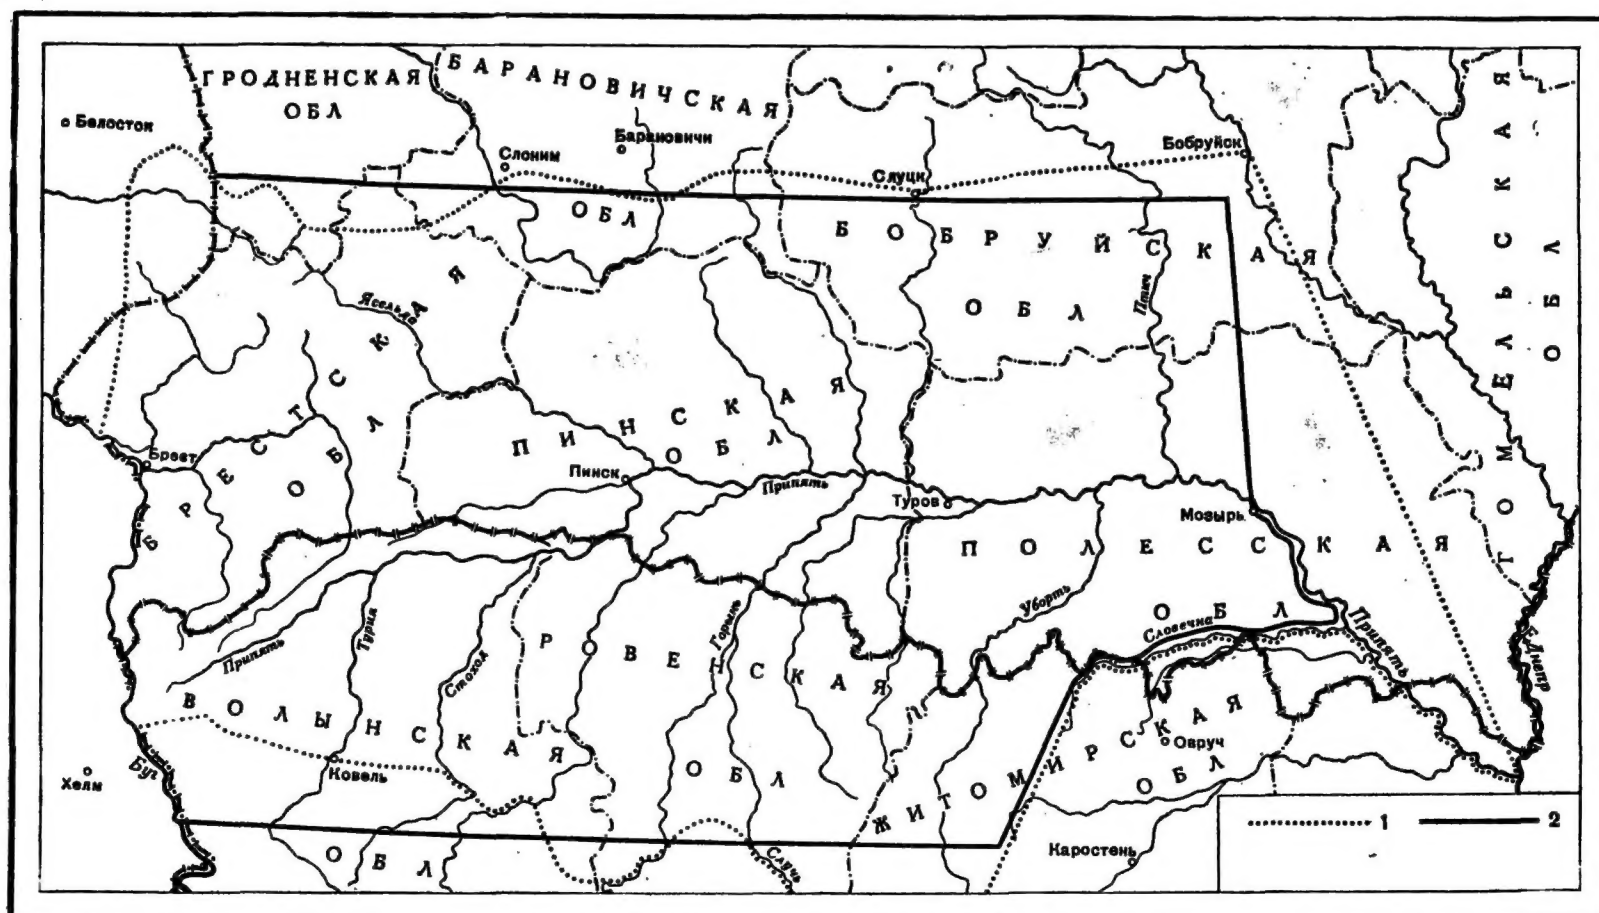 ГРОДНЕНСКАЯ
ОБЛ
БАРАНОВИЧСКАЯ
ОБЛ
Белосток
Слоним
Барановичи
Слуцк
Бобруйск
БОБРУЙСКАЯ
ОБЛ
ГОМЕЛЬСКАЯ
ОБЛ
Птич
Ясельда
БРЕСТСКАЯ
ОБЛ
ПИНСКАЯ
ОБЛ
Брест
Пинск
Припять
Туров
Мозырь
ПОЛЕССКАЯ
ОБЛ
Уборть
Словечна
Припять
Днепр
Припять
Турия
Стоход
Горынь
РОВЕНСКАЯ
ОБЛ
ВОЛЫНСКАЯ
ОБЛ
Ковель
Хелм
Буг
ЖИТОМИРСКАЯ
ОБЛ
Овруч
Случь
Каростень
1
2